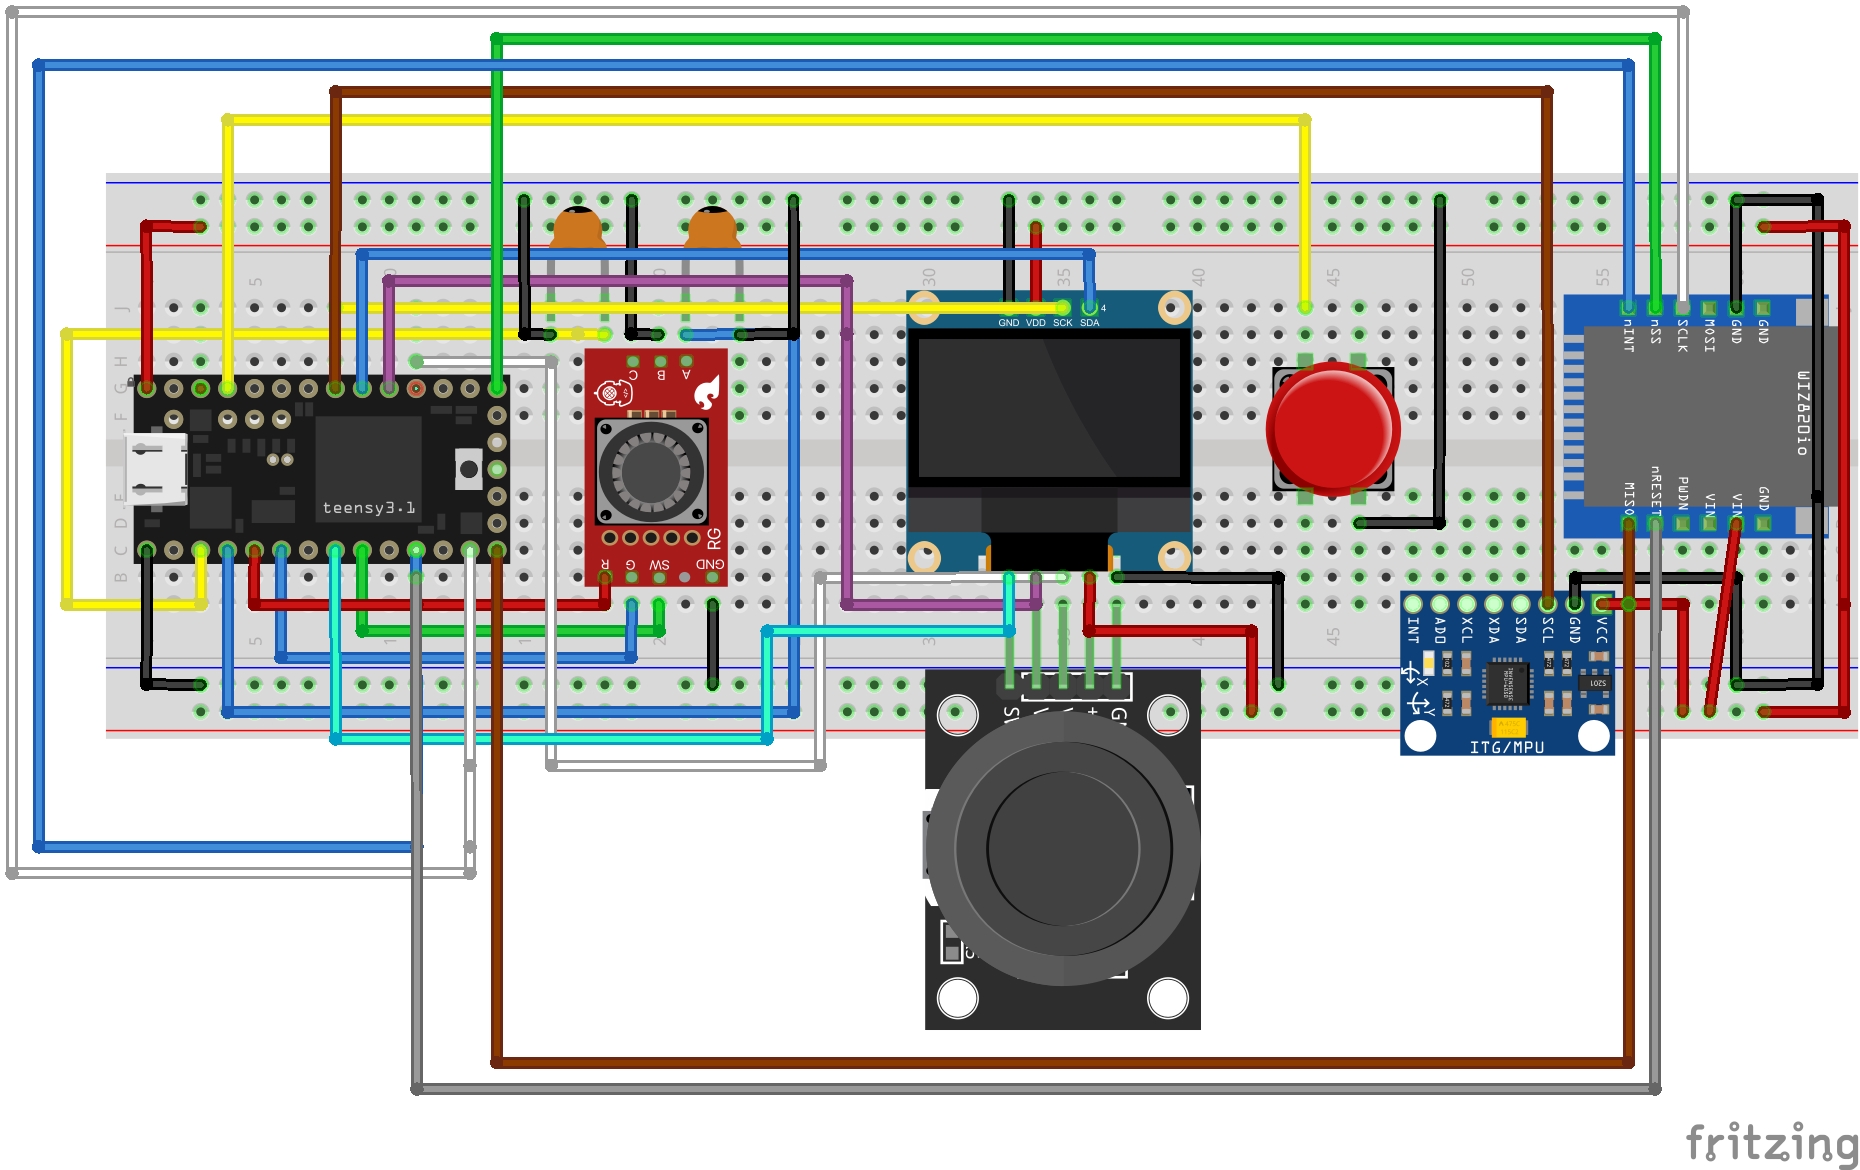 5
30
35
40
45
50
55
J
H
G
F
GND VDD SCK SDA
4
nINT
nSS
SCLK
MOSI
GND
GND
C
B
A
WIZ820io
teensy3.1
E
D
C
B
RG
R
G
SW
GND
MISO
nRESET
PWDN
VIN
VIN
GND
5
45
INT
ADO
XCL
XDA
SDA
SCL
GND
VCC
X
Y
ITG/MPU
fritzing